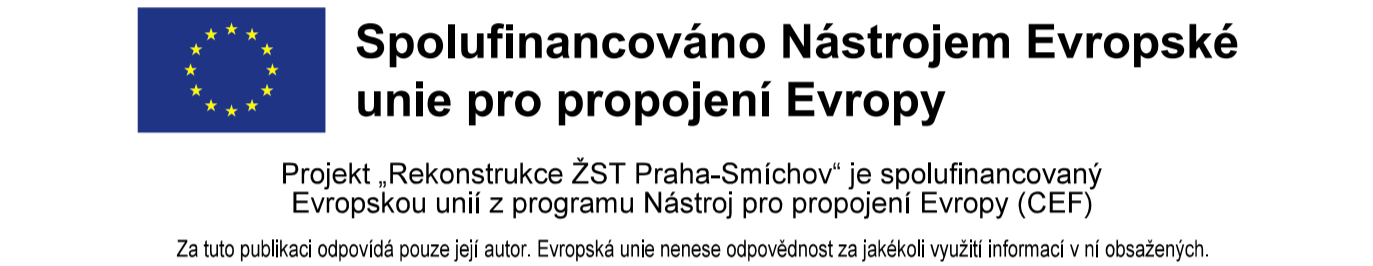 Spolufinancováno Nástrojem Evropské
unie pro propojení Evropy
Projekt „Rekonstrukce ŽST Praha-Smíchov“ je spolufinancovaný
Evropskou unií z programu Nástroj pro propojení Evropy (CEF)
Za tuto publikaci odpovídá pouze její autor. Evropská unie nenese odpovědnost za jakékoli využití informací v ní obsažených.